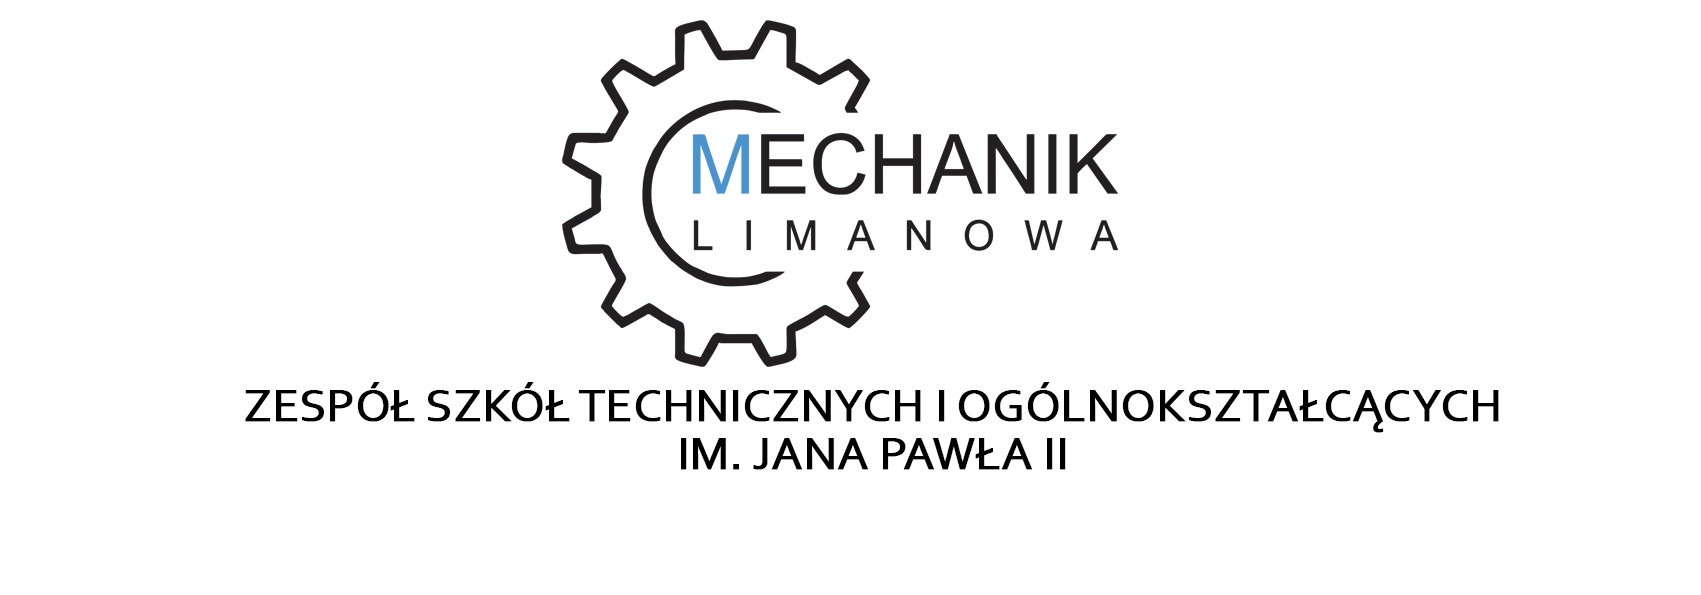 MECHANIK
LIMANOWA
ZESPÓŁ SZKÓŁ TECHNICZNYCH I OGÓLNOKSZTAŁCĄCYCH
IM. JANA PAWŁA II